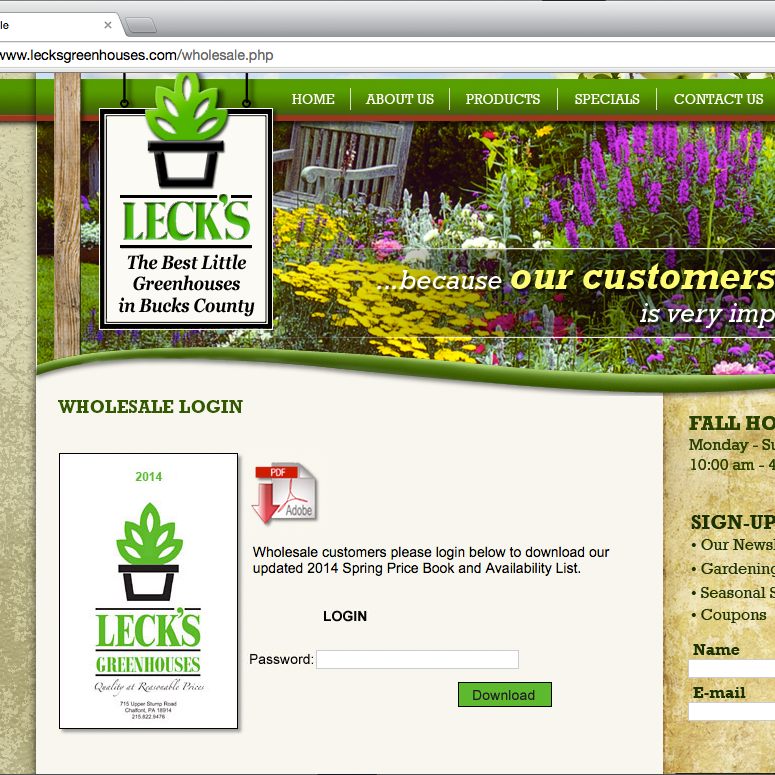 le
www.lecksgreenhouses.com/wholesale.php
HOME
ABOUT US
PRODUCTS
SPECIALS
CONTACT US
LECK'S
The Best Little
Greenhouses
in Bucks County
...because our customers
is very imp
WHOLESALE LOGIN
2014
LECK'S
GREENHOUSES
Quality at Reasonable Prices
715 Upper Stump Road
Chalfont, PA 18914
215.822.9476
PDF
Adobe
Wholesale customers please login below to download our
updated 2014 Spring Price Book and Availability List.
LOGIN
Password:
Download
FALL HO
Monday - Su
10:00 am - 4
SIGN-UP
• Our Newsl
• Gardening
• Seasonal S
• Coupons
Name
E-mail